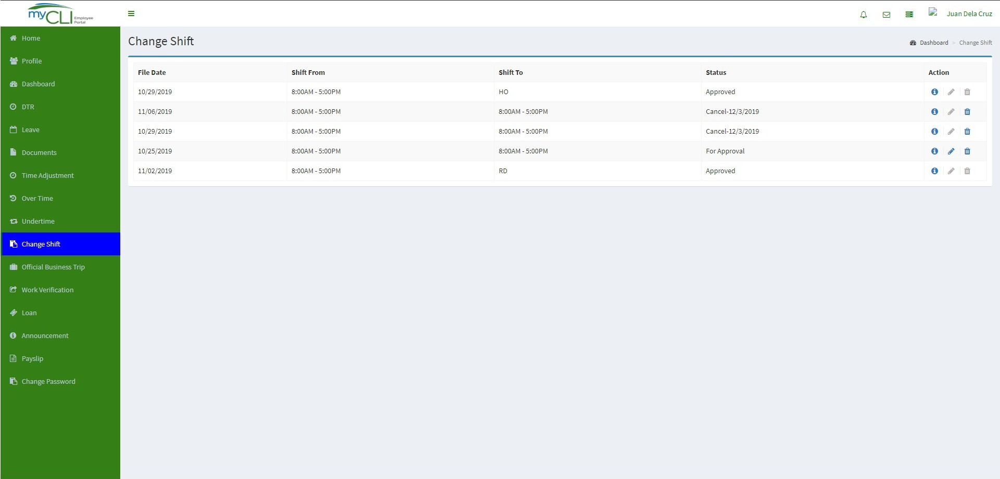 myCLI Employee Portal
Juan Dela Cruz
Home
Profile
Dashboard
DTR
Leave
Documents
Time Adjustment
Over Time
Undertime
Change Shift
Official Business Trip
Work Verification
Loan
Announcement
Payslip
Change Password
Change Shift
Dashboard > Change Shift
File Date Shift From Shift To Status Action
10/29/2019 8:00AM - 5:00PM HO Approved
11/06/2019 8:00AM - 5:00PM 8:00AM - 5:00PM Cancel-12/3/2019
10/29/2019 8:00AM - 5:00PM 8:00AM - 5:00PM Cancel-12/3/2019
10/25/2019 8:00AM - 5:00PM 8:00AM - 5:00PM For Approval
11/02/2019 8:00AM - 5:00PM RD Approved